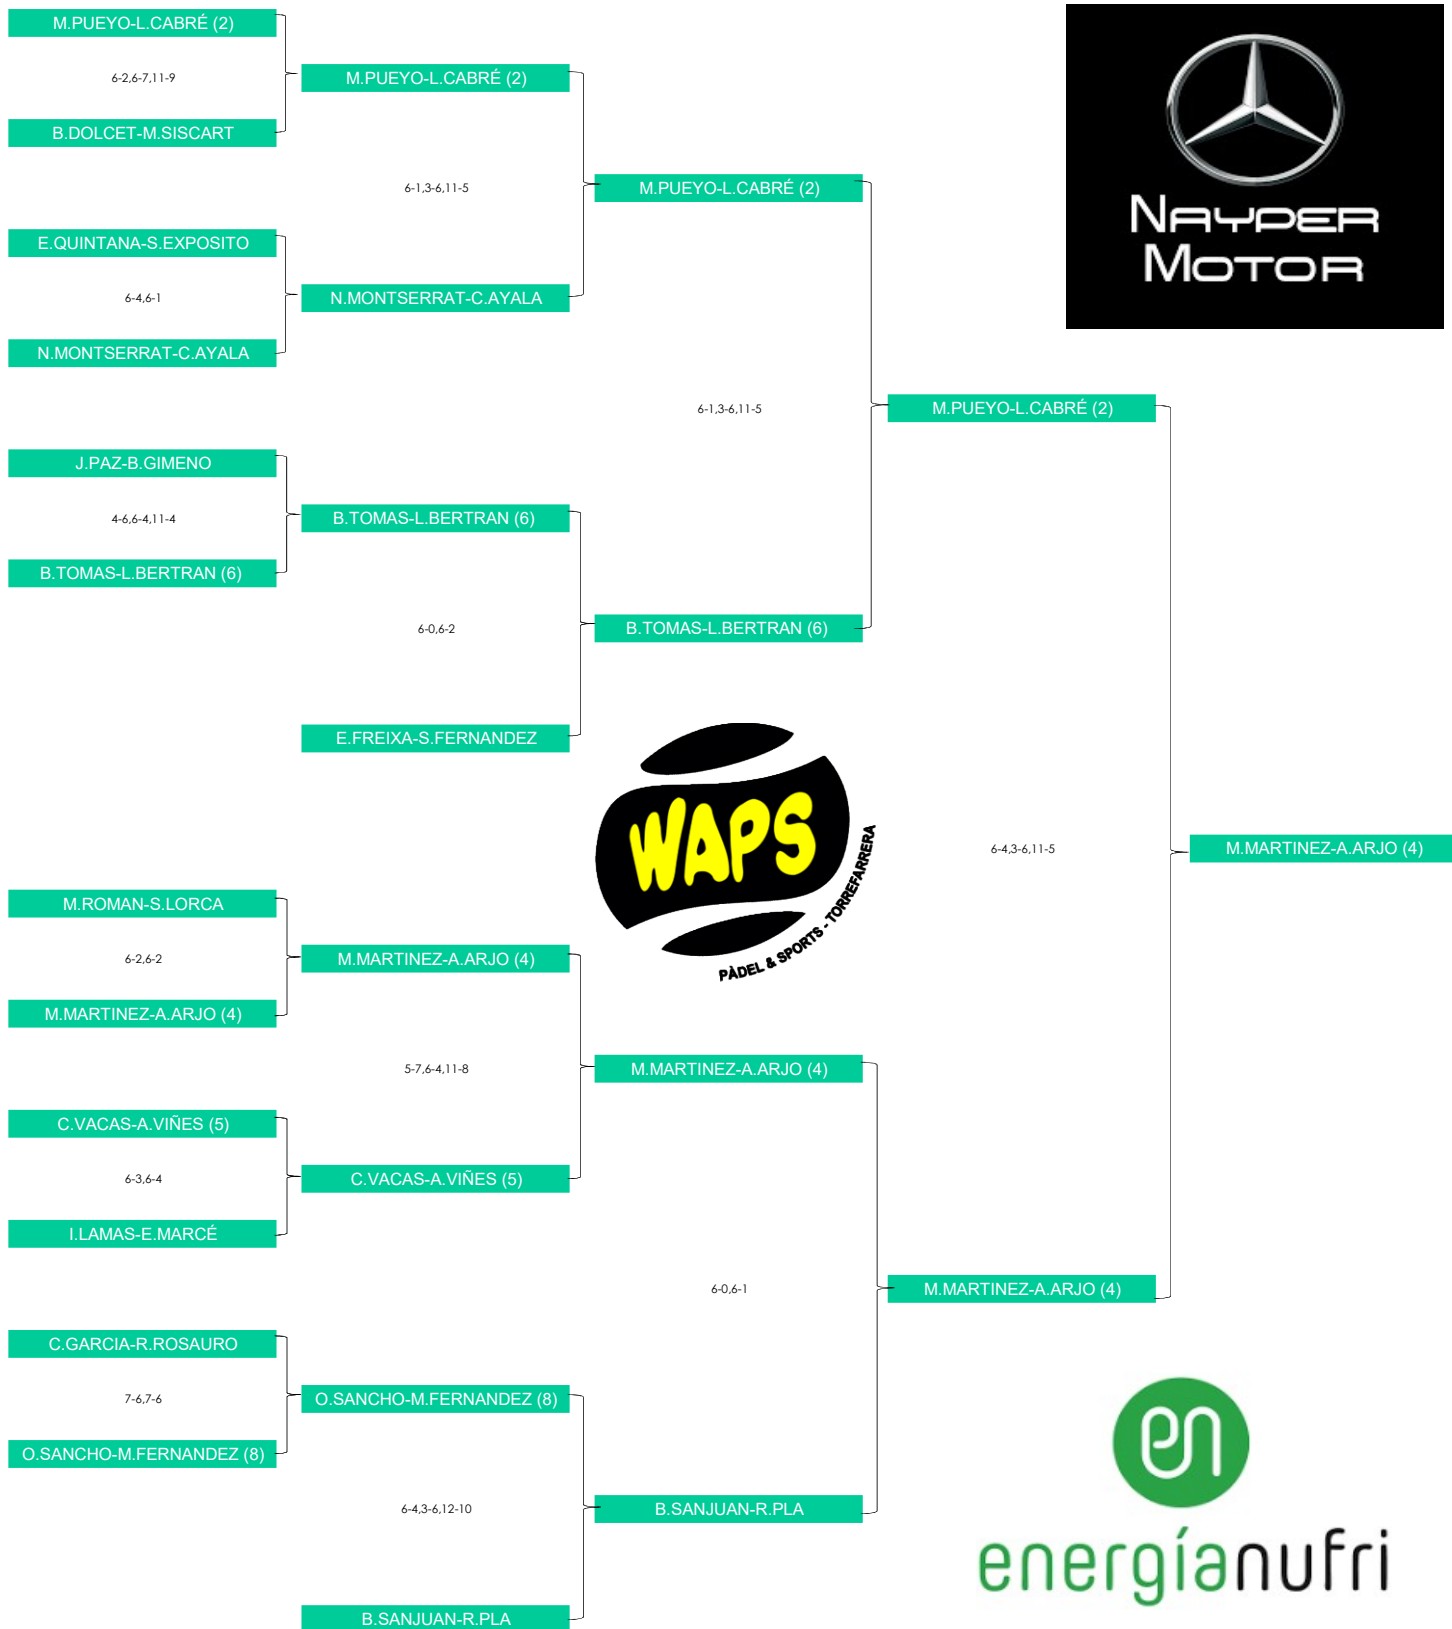 M.PUEYO-L.CABRÉ (2)
6-2,6-7,11-9
M.PUEYO-L.CABRÉ (2)
B.DOLCET-M.SISCART
6-1,3-6,11-5
M.PUEYO-L.CABRÉ (2)
NAYPER
MOTOR
E.QUINTANA-S.EXPOSITO
6-4,6-1
N.MONTSERRAT-C.AYALA
N.MONTSERRAT-C.AYALA
6-1,3-6,11-5
M.PUEYO-L.CABRÉ (2)
J.PAZ-B.GIMENO
4-6,6-4,11-4
B.TOMAS-L.BERTRAN (6)
B.TOMAS-L.BERTRAN (6)
6-0,6-2
B.TOMAS-L.BERTRAN (6)
E.FREIXA-S.FERNANDEZ
WAPS
PÀDEL & SPORTS - TORREFARRERA
6-4,3-6,11-5
M.MARTINEZ-A.ARJO (4)
M.ROMAN-S.LORCA
6-2,6-2
M.MARTINEZ-A.ARJO (4)
M.MARTINEZ-A.ARJO (4)
5-7,6-4,11-8
M.MARTINEZ-A.ARJO (4)
C.VACAS-A.VIÑES (5)
6-3,6-4
C.VACAS-A.VIÑES (5)
I.LAMAS-E.MARCÉ
6-0,6-1
M.MARTINEZ-A.ARJO (4)
C.GARCIA-R.ROSAURO
7-6,7-6
O.SANCHO-M.FERNANDEZ (8)
O.SANCHO-M.FERNANDEZ (8)
6-4,3-6,12-10
B.SANJUAN-R.PLA
B.SANJUAN-R.PLA
en
energíanufri